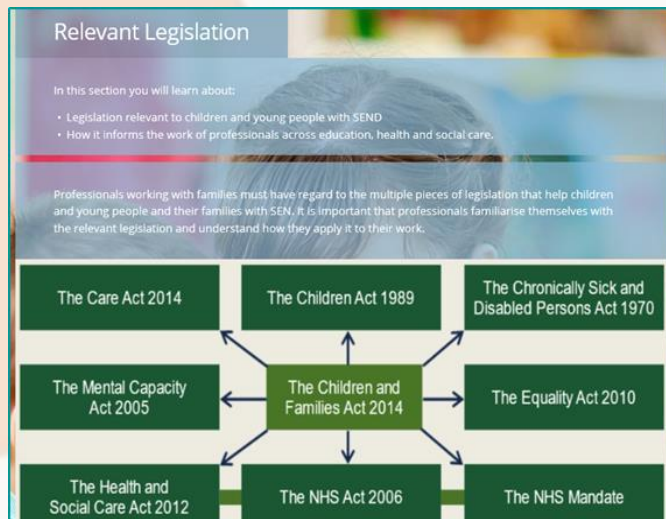 Relevant Legislation
In this section you will learn about:
• Legislation relevant to children and young people with SEND
• How it informs the work of professionals across education, health and social care.
Professionals working with families must have regard to the multiple pieces of legislation that help children
and young people and their families with SEN. It is important that professionals familiarise themselves with
the relevant legislation and understand how they apply it to their work.
The Care Act 2014
The Children Act 1989
The Chronically Sick and
Disabled Persons Act 1970
The Mental Capacity
Act 2005
The Children and
Families Act 2014
The Equality Act 2010
The Health and
Social Care Act 2012
The NHS Act 2006
The NHS Mandate